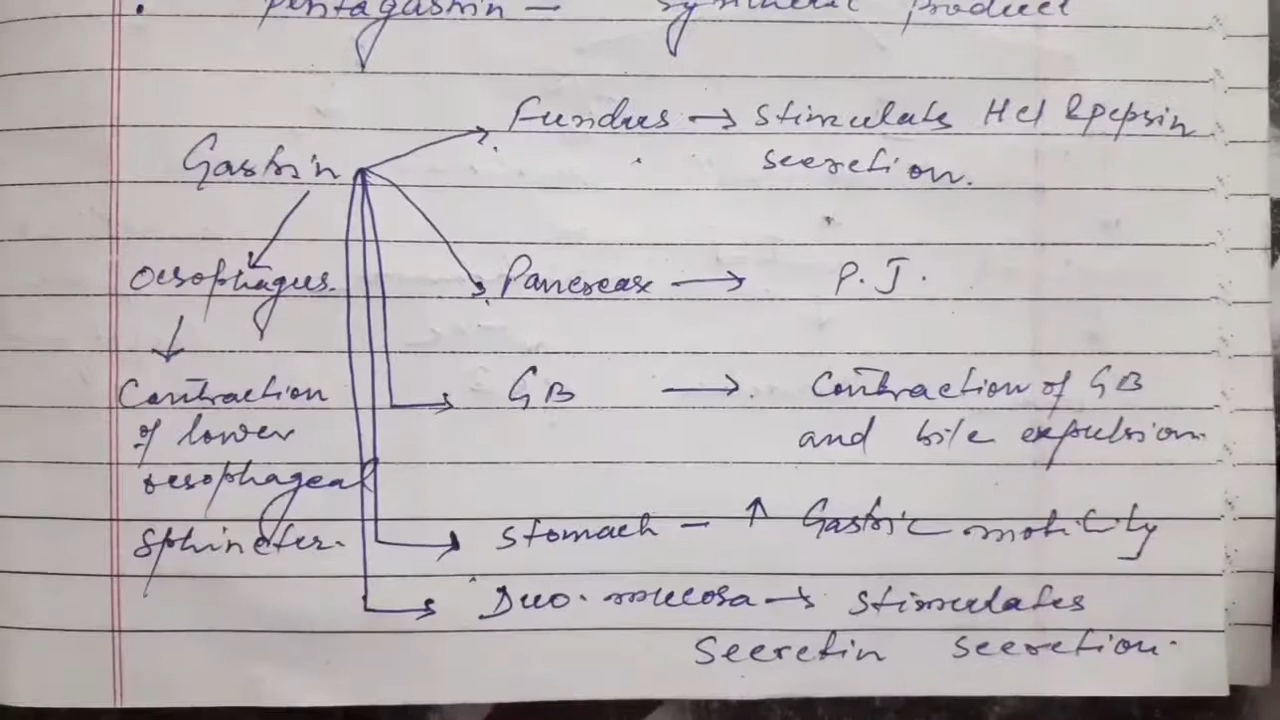 • Pentagastrin – Synthetic product
Fundus → Stimulate Hcl & pepsin
secretion.
Gastrin
Oesophagus.
Pancrease → P.J.
Contraction
of lower
oesophageal
sphincter.
GB → Contraction of GB
and bile expulsion.
Stomach – ↑ Gastric motility
Duo. mucosa → Stimulates
Secretin secretion.